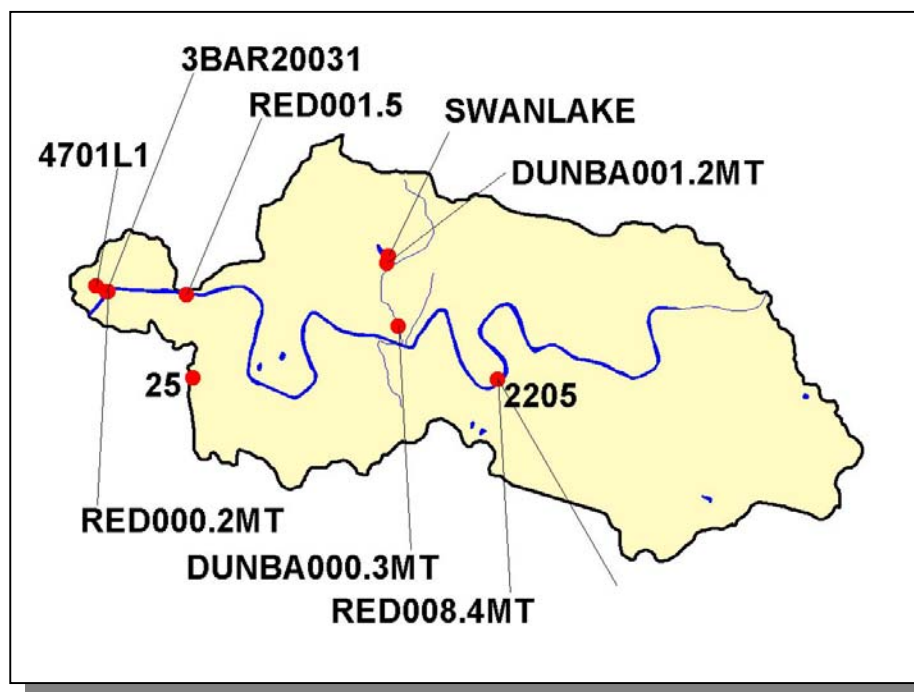 3BAR20031
RED001.5
SWANLAKE
4701L1
DUNBA001.2MT
25
2205
RED000.2MT
DUNBA000.3MT
RED008.4MT